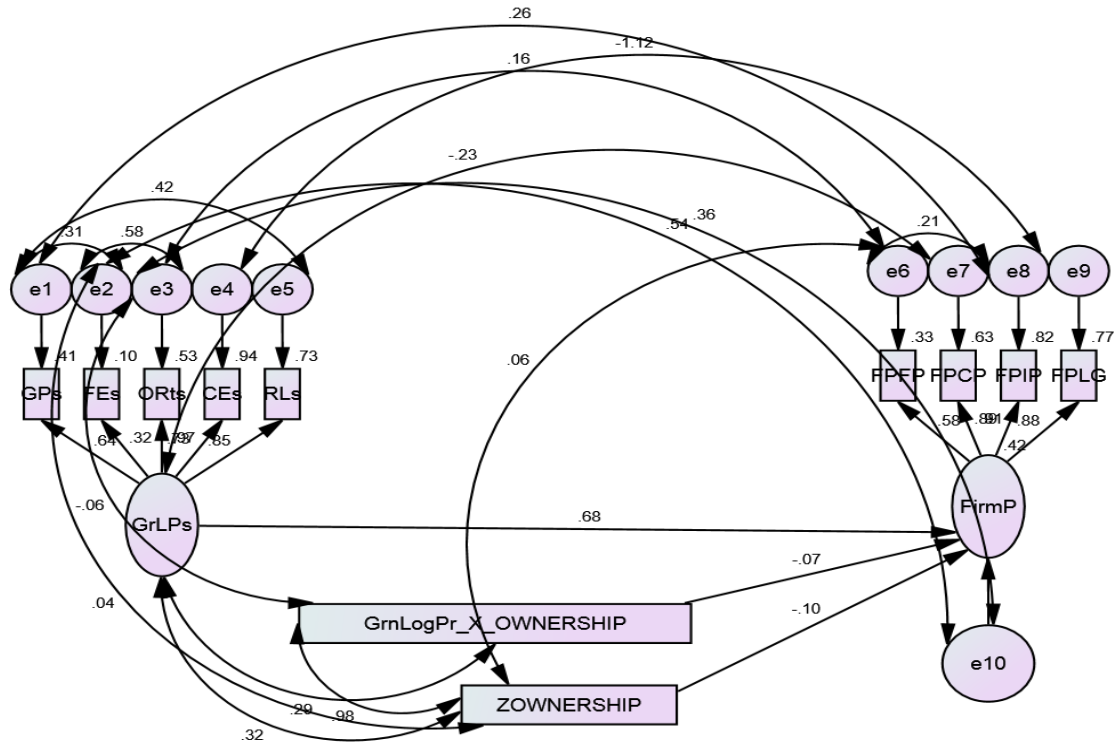 .26
-1.12
.16
-.23
.42
.36
.54
.31
.58
.21
e1 e2 e3 e4 e5
e6 e7 e8 e9
.06
.41 .10 .53 .94 .73
.33 .63 .82 .77
GPs FEs ORts CEs RLs
FPFP FPCP FPIP FPLG
.64 .32 .73 .97 .85
.58 .91 .88
.42
-.06
GrLPs
FirmP
.68
-.07
-.10
.04
GrnLogPr_X_OWNERSHIP
e10
ZOWNERSHIP
.29 .98
.32